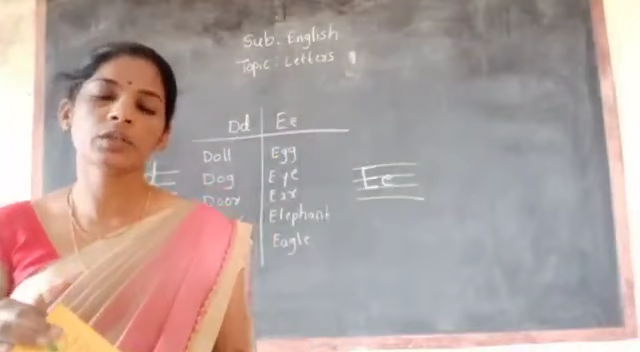 Sub: English
Topic: Letters
Dd Ee
Doll Egg
Dog Eye
Door Ear
Elephant
Eagle
Ee